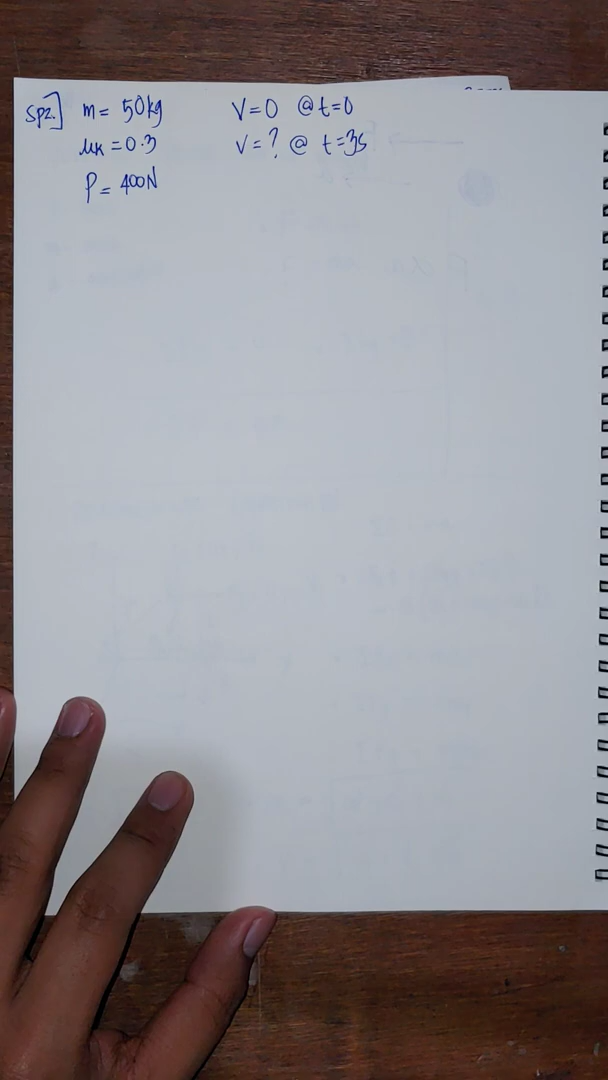 SP2.] m = 50kg V=0 @t=0
μk = 0.3 V=? @ t=3s
P = 400N